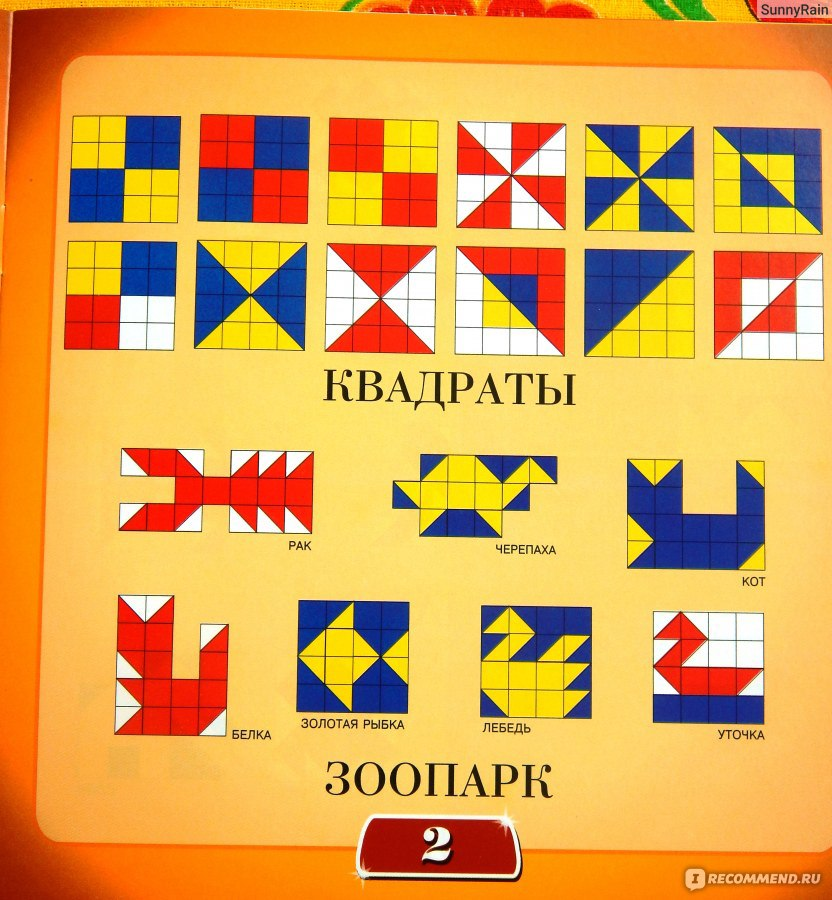 SunnyRain
КВАДРАТЫ
РАК
ЧЕРЕПАХА
КОТ
БЕЛКА
ЗОЛОТАЯ РЫБКА
ЛЕБЕДЬ
УТОЧКА
ЗООПАРК
2
I RECOMMEND.RU